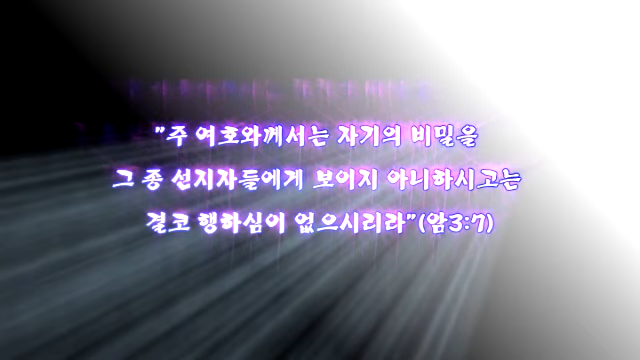 "주 여호와께서는 자기의 비밀을
그 종 선지자들에게 보이지 아니하시고는
결코 행하심이 없으시리라"(암3:7)